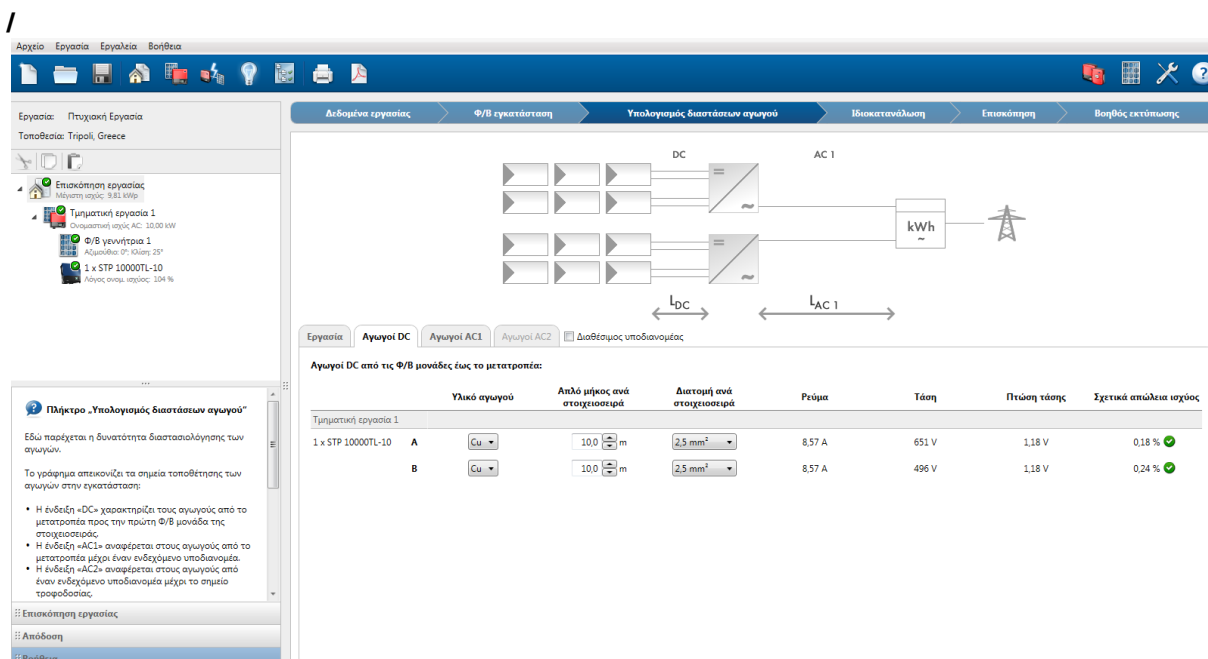 /
Αρχείο Εργασία Εργαλεία Βοήθεια
Εργασία: Πτυχιακή Εργασία
Τοποθεσία: Tripoli, Greece
Επισκόπηση εργασίας
Μέγιστη ισχύς: 9,81 kWp
Τμηματική εργασία 1
Ονομαστική ισχύς AC: 10,00 kW
Φ/Β γεννήτρια 1
Αζιμούθιο: 0°; Κλίση: 25°
1 x STP 10000TL-10
Λόγος ονομ. ισχύος: 104 %
Πλήκτρο „Υπολογισμός διαστάσεων αγωγού“
Εδώ παρέχεται η δυνατότητα διαστασιολόγησης των
αγωγών.
Το γράφημα απεικονίζει τα σημεία τοποθέτησης των
αγωγών στην εγκατάσταση:
• Η ένδειξη «DC» χαρακτηρίζει τους αγωγούς από το
μετατροπέα προς την πρώτη Φ/Β μονάδα της
στοιχειοσειράς.
• Η ένδειξη «AC1» αναφέρεται στους αγωγούς από το
μετατροπέα μέχρι έναν ενδεχόμενο υποδιανομέα.
• Η ένδειξη «AC2» αναφέρεται στους αγωγούς από
έναν ενδεχόμενο υποδιανομέα μέχρι το σημείο
τροφοδοσίας.
Επισκόπηση εργασίας
Απόδοση
Βοήθεια
Δεδομένα εργασίας Φ/Β εγκατάσταση Υπολογισμός διαστάσεων αγωγού Ιδιοκατανάλωση Επισκόπηση Βοηθός εκτύπωσης
DC AC 1
kWh
~
LDC LAC 1
Εργασία Αγωγοί DC Αγωγοί AC1 Αγωγοί AC2 Διαθέσιμος υποδιανομέας
Αγωγοί DC από τις Φ/Β μονάδες έως το μετατροπέα:
Υλικό αγωγού Απλό μήκος ανά στοιχειοσειρά Διατομή ανά στοιχειοσειρά Ρεύμα Τάση Πτώση τάσης Σχετικά απώλεια ισχύος
Τμηματική εργασία 1
1 x STP 10000TL-10 A Cu 10,0 m 2,5 mm² 8,57 A 651 V 1,18 V 0,18 %
B Cu 10,0 m 2,5 mm² 8,57 A 496 V 1,18 V 0,24 %